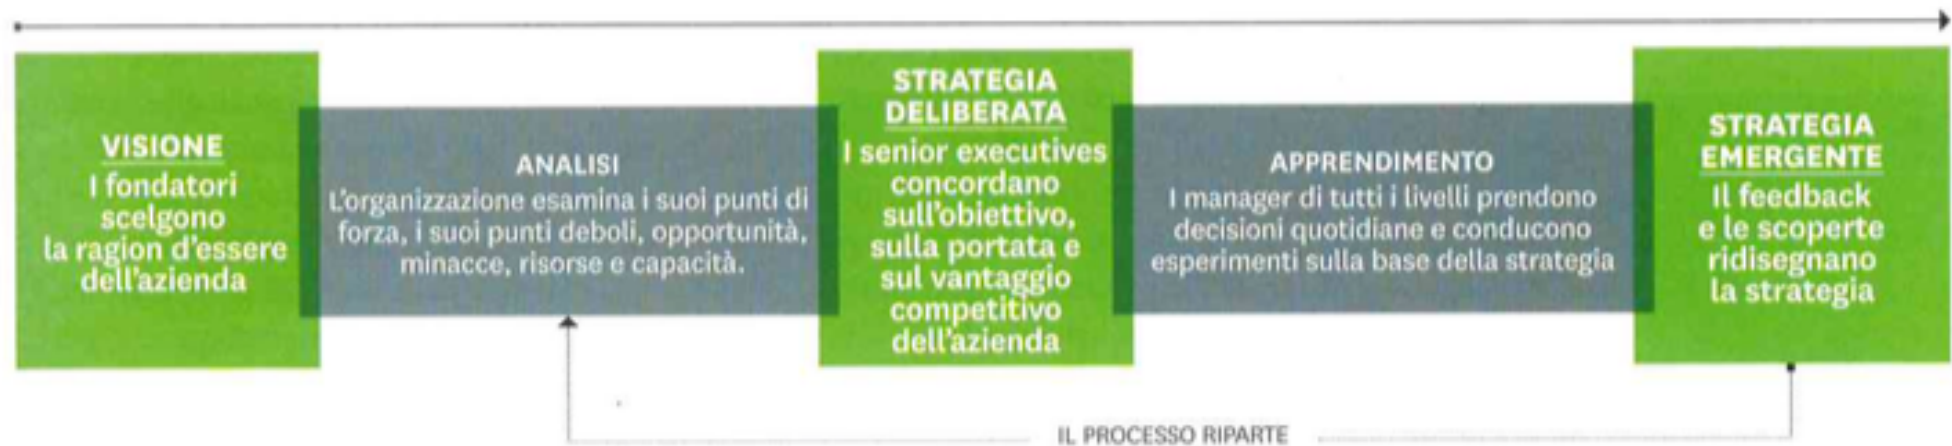 VISIONE
I fondatori
scelgono
la ragion d'essere
dell'azienda
ANALISI
L'organizzazione esamina i suoi punti di
forza, i suoi punti deboli, opportunità,
minacce, risorse e capacità.
STRATEGIA
DELIBERATA
I senior executives
concordano
sull'obiettivo,
sulla portata e
sul vantaggio
competitivo
dell'azienda
APPRENDIMENTO
I manager di tutti i livelli prendono
decisioni quotidiane e conducono
esperimenti sulla base della strategia
STRATEGIA
EMERGENTE
Il feedback
e le scoperte
ridisegnano
la strategia
IL PROCESSO RIPARTE